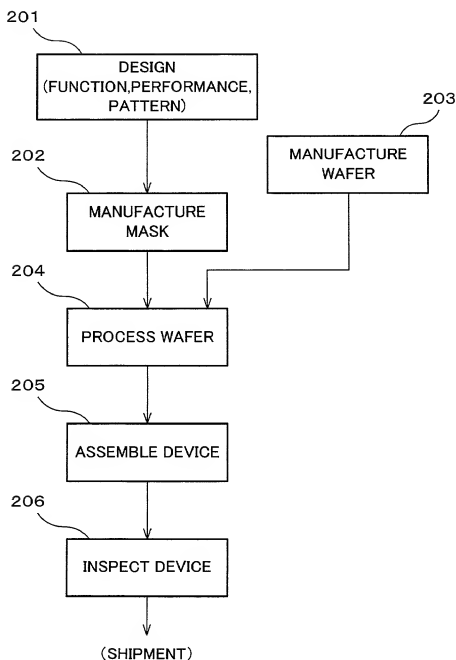 201
DESIGN
(FUNCTION,PERFORMANCE,
PATTERN)
203
MANUFACTURE
WAFER
202
MANUFACTURE
MASK
204
PROCESS WAFER
205
ASSEMBLE DEVICE
206
INSPECT DEVICE
(SHIPMENT)